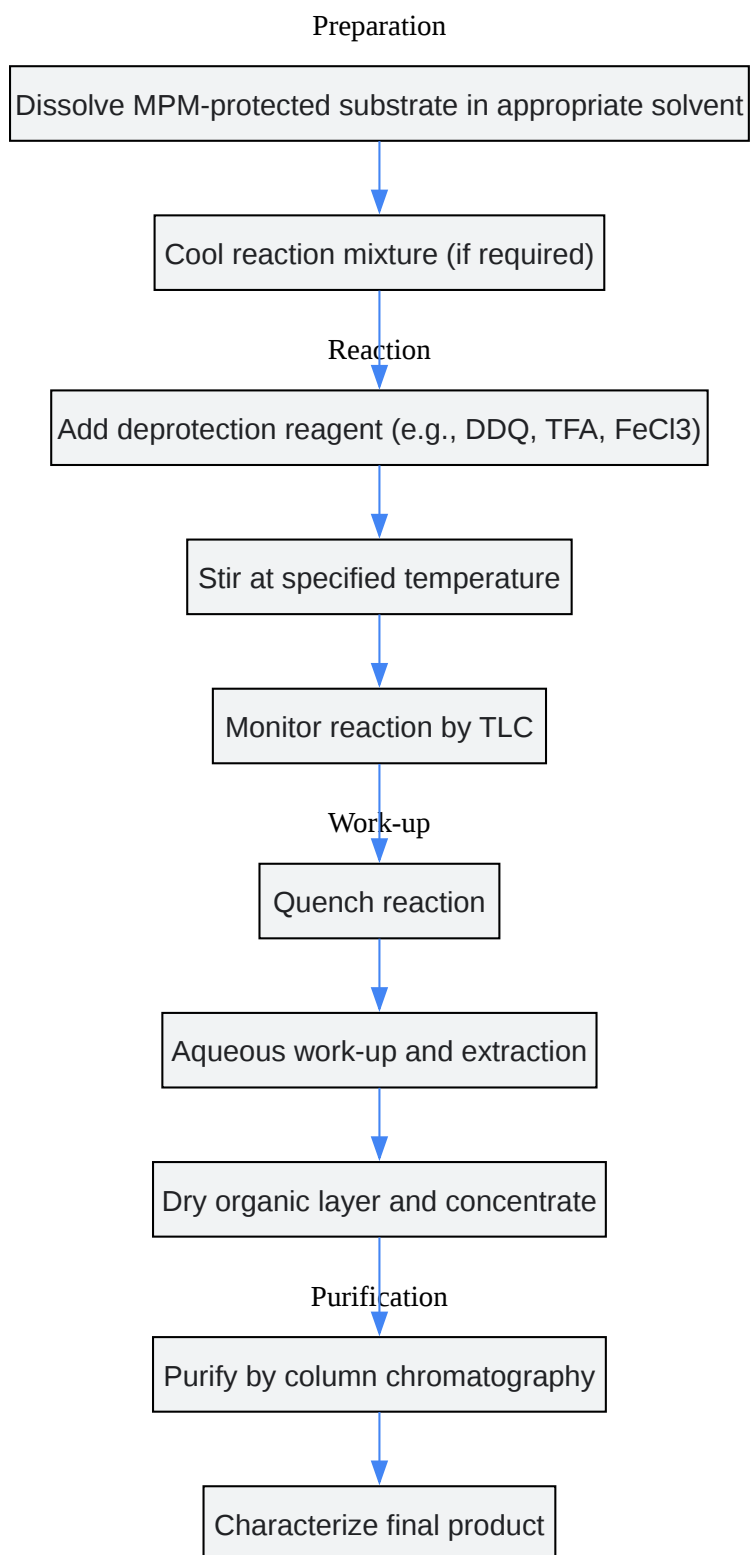 Preparation
Dissolve MPM-protected substrate in appropriate solvent
Cool reaction mixture (if required)
Reaction
Add deprotection reagent (e.g., DDQ, TFA, FeCl3)
Stir at specified temperature
Monitor reaction by TLC
Work-up
Quench reaction
Aqueous work-up and extraction
Dry organic layer and concentrate
Purification
Purify by column chromatography
Characterize final product